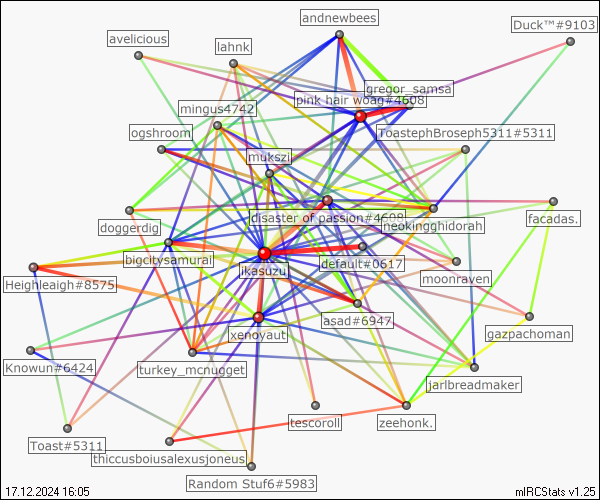 andnewbees
Duck™#9103
avelicious
lahnk
gregor_samsa
pink hair woag#4608
mingus4742
ogshroom
ToastephBroseph5311#5311
mukszi
disaster of passion#4698
neokingghidorah
facadas.
doggerdig
bigcitysamurai
default#0617
moonraven
ikasuzu
Heighleaigh#8575
asad#6947
gazpachoman
xenoyaut
Knowun#6424
turkey_mcnugget
jarlbreadmaker
tescoroll
zeehonk.
Toast#5311
thiccusboiusalexusjoneus
Random Stuf6#5983
17.12.2024 16:05
mIRCStats v1.25